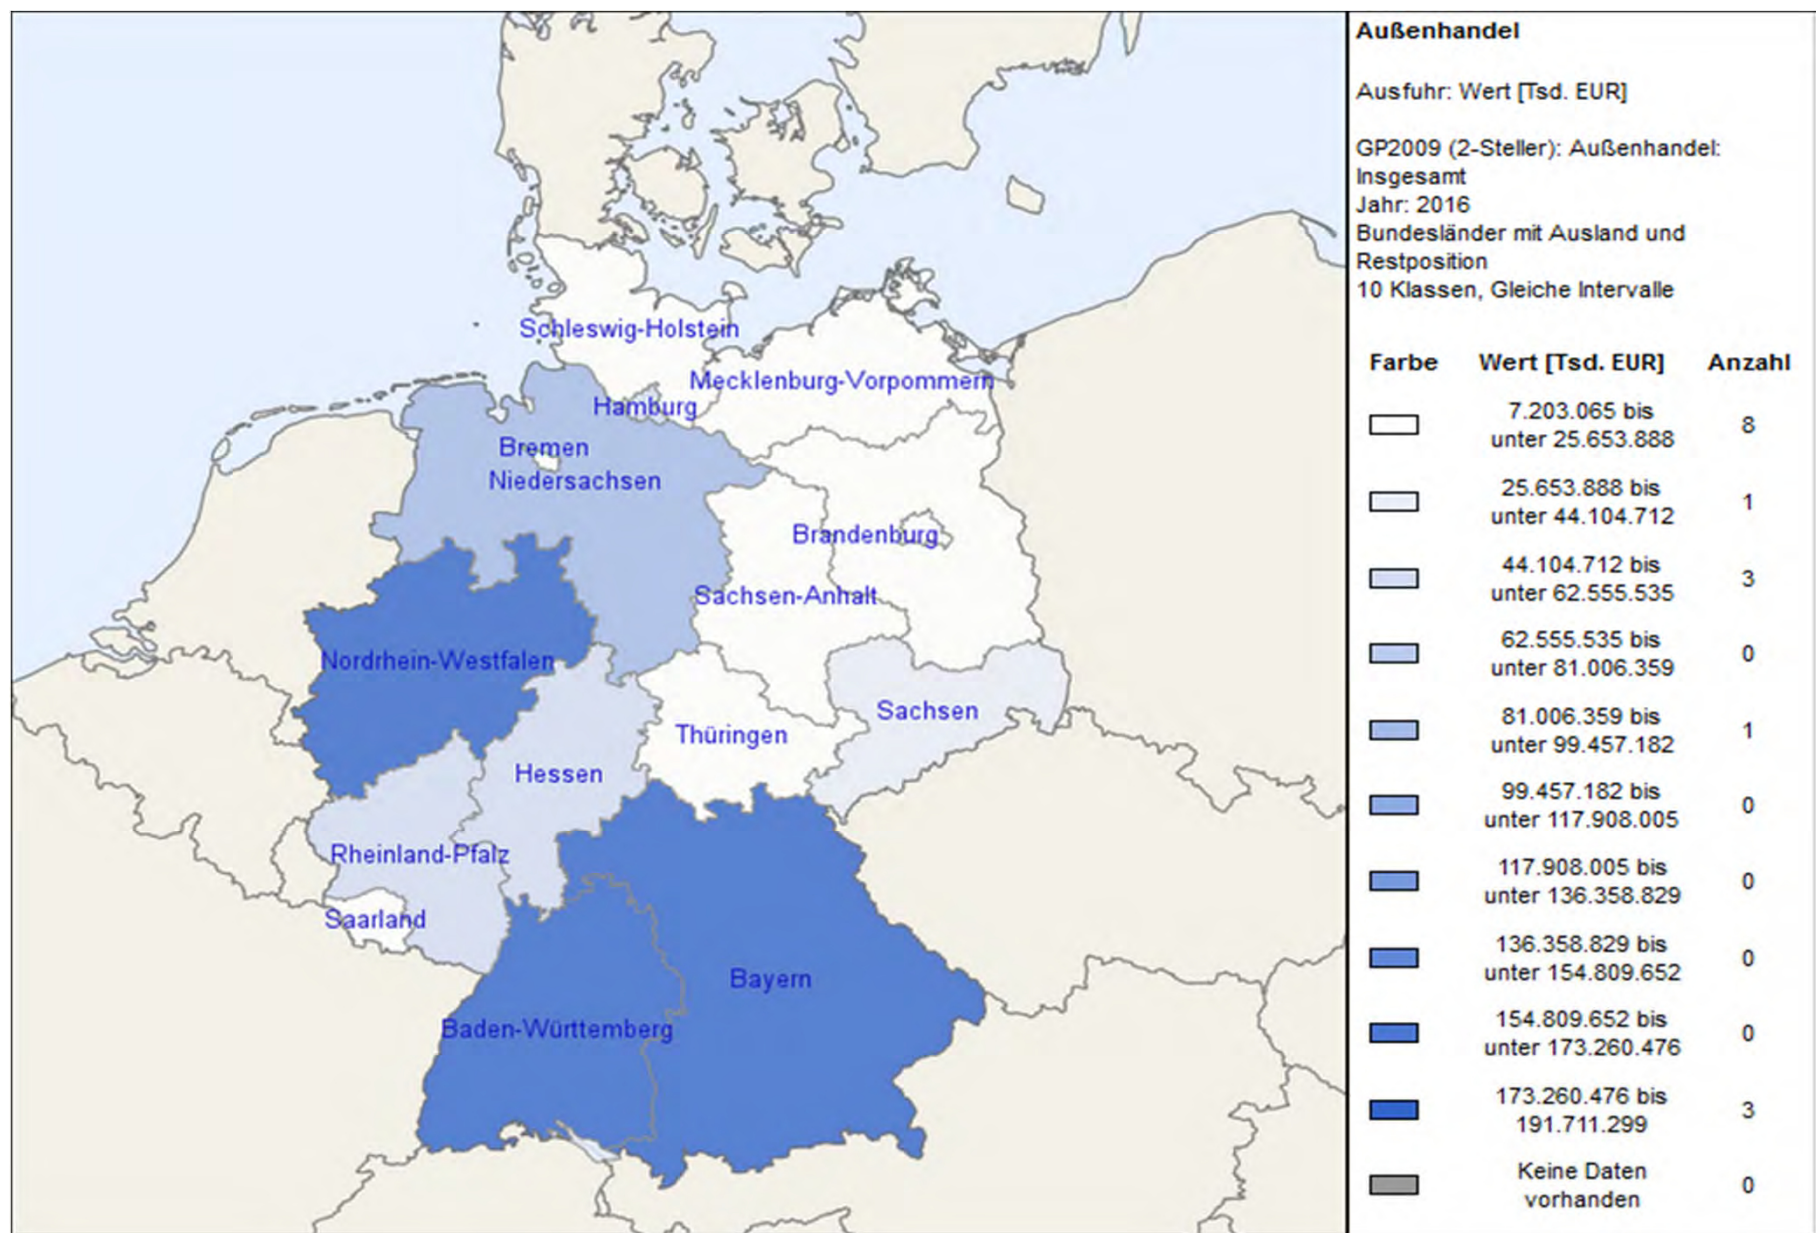 Schleswig-Holstein
Mecklenburg-Vorpommern
Hamburg
Bremen
Niedersachsen
Brandenburg
Sachsen-Anhalt
Nordrhein-Westfalen
Sachsen
Thüringen
Hessen
Rheinland-Pfalz
Saarland
Bayern
Baden-Württemberg
Außenhandel
Ausfuhr: Wert [Tsd. EUR]
GP2009 (2-Steller): Außenhandel:
Insgesamt
Jahr: 2016
Bundesländer mit Ausland und
Restposition
10 Klassen, Gleiche Intervalle
Farbe Wert [Tsd. EUR] Anzahl
7.203.065 bis
unter 25.653.888 8
25.653.888 bis
unter 44.104.712 1
44.104.712 bis
unter 62.555.535 3
62.555.535 bis
unter 81.006.359 0
81.006.359 bis
unter 99.457.182 1
99.457.182 bis
unter 117.908.005 0
117.908.005 bis
unter 136.358.829 0
136.358.829 bis
unter 154.809.652 0
154.809.652 bis
unter 173.260.476 0
173.260.476 bis
191.711.299 3
Keine Daten
vorhanden 0